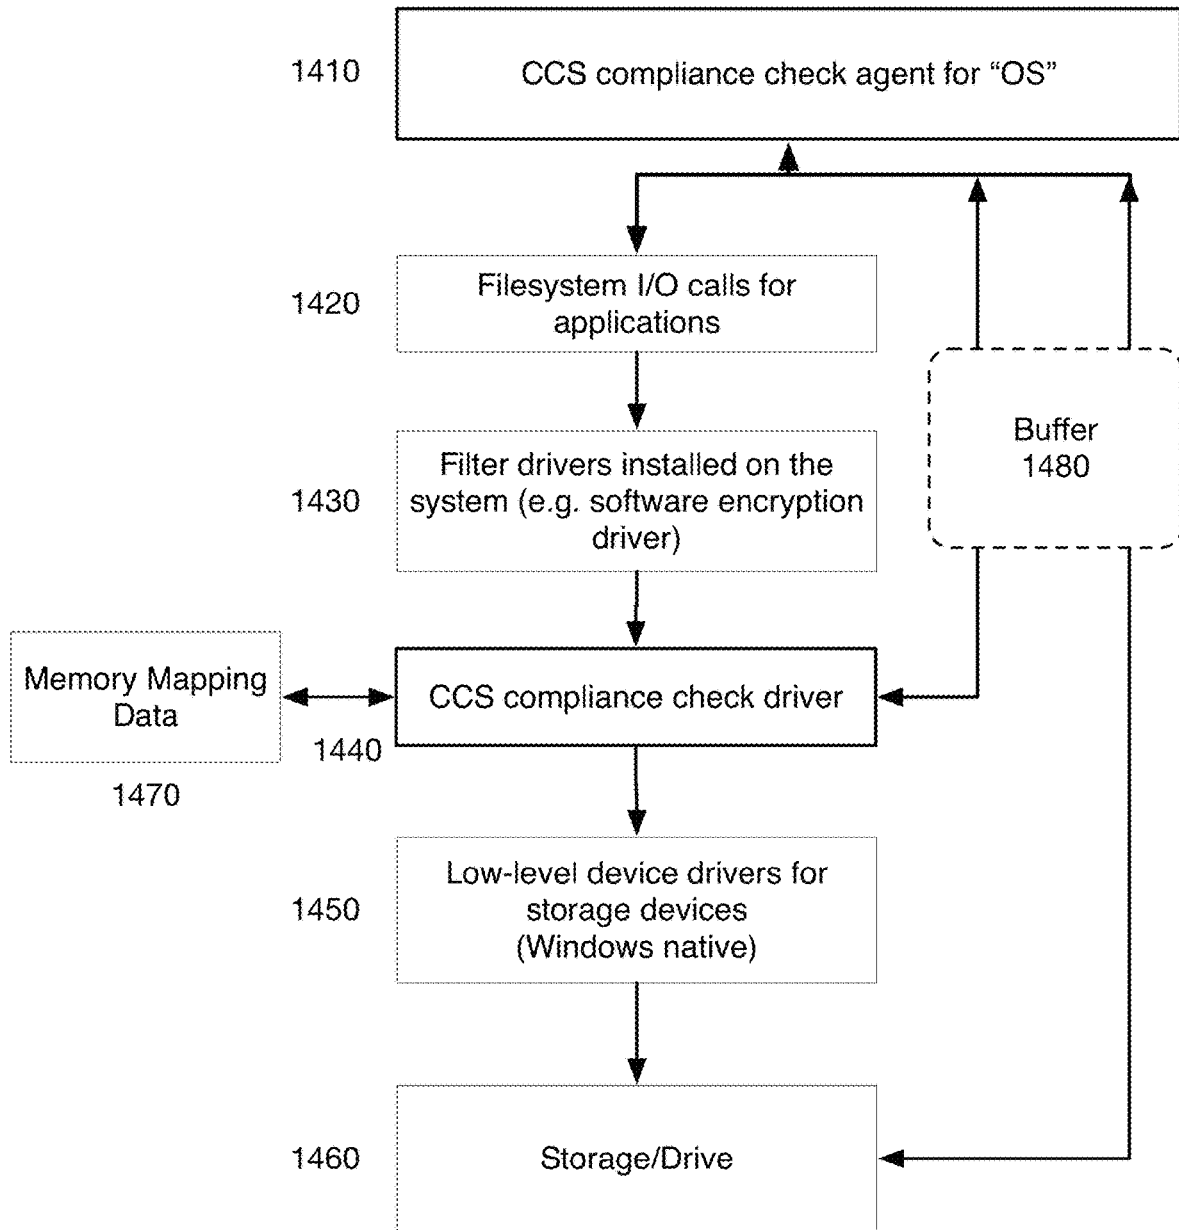 1410
CCS compliance check agent for “OS”
1420
Filesystem I/O calls for
applications
1430
Filter drivers installed on the
system (e.g. software encryption
driver)
Buffer
1480
Memory Mapping
Data
1470
1440
CCS compliance check driver
1450
Low-level device drivers for
storage devices
(Windows native)
1460
Storage/Drive